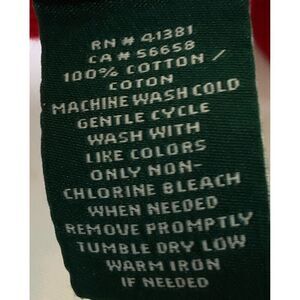 RN # 41381
CA # 56658
100% COTTON /
COTON
MACHINE WASH COLD
GENTLE CYCLE
WASH WITH
LIKE COLORS
ONLY NON-
CHLORINE BLEACH
WHEN NEEDED
REMOVE PROMPTLY
TUMBLE DRY LOW
WARM IRON
IF NEEDED